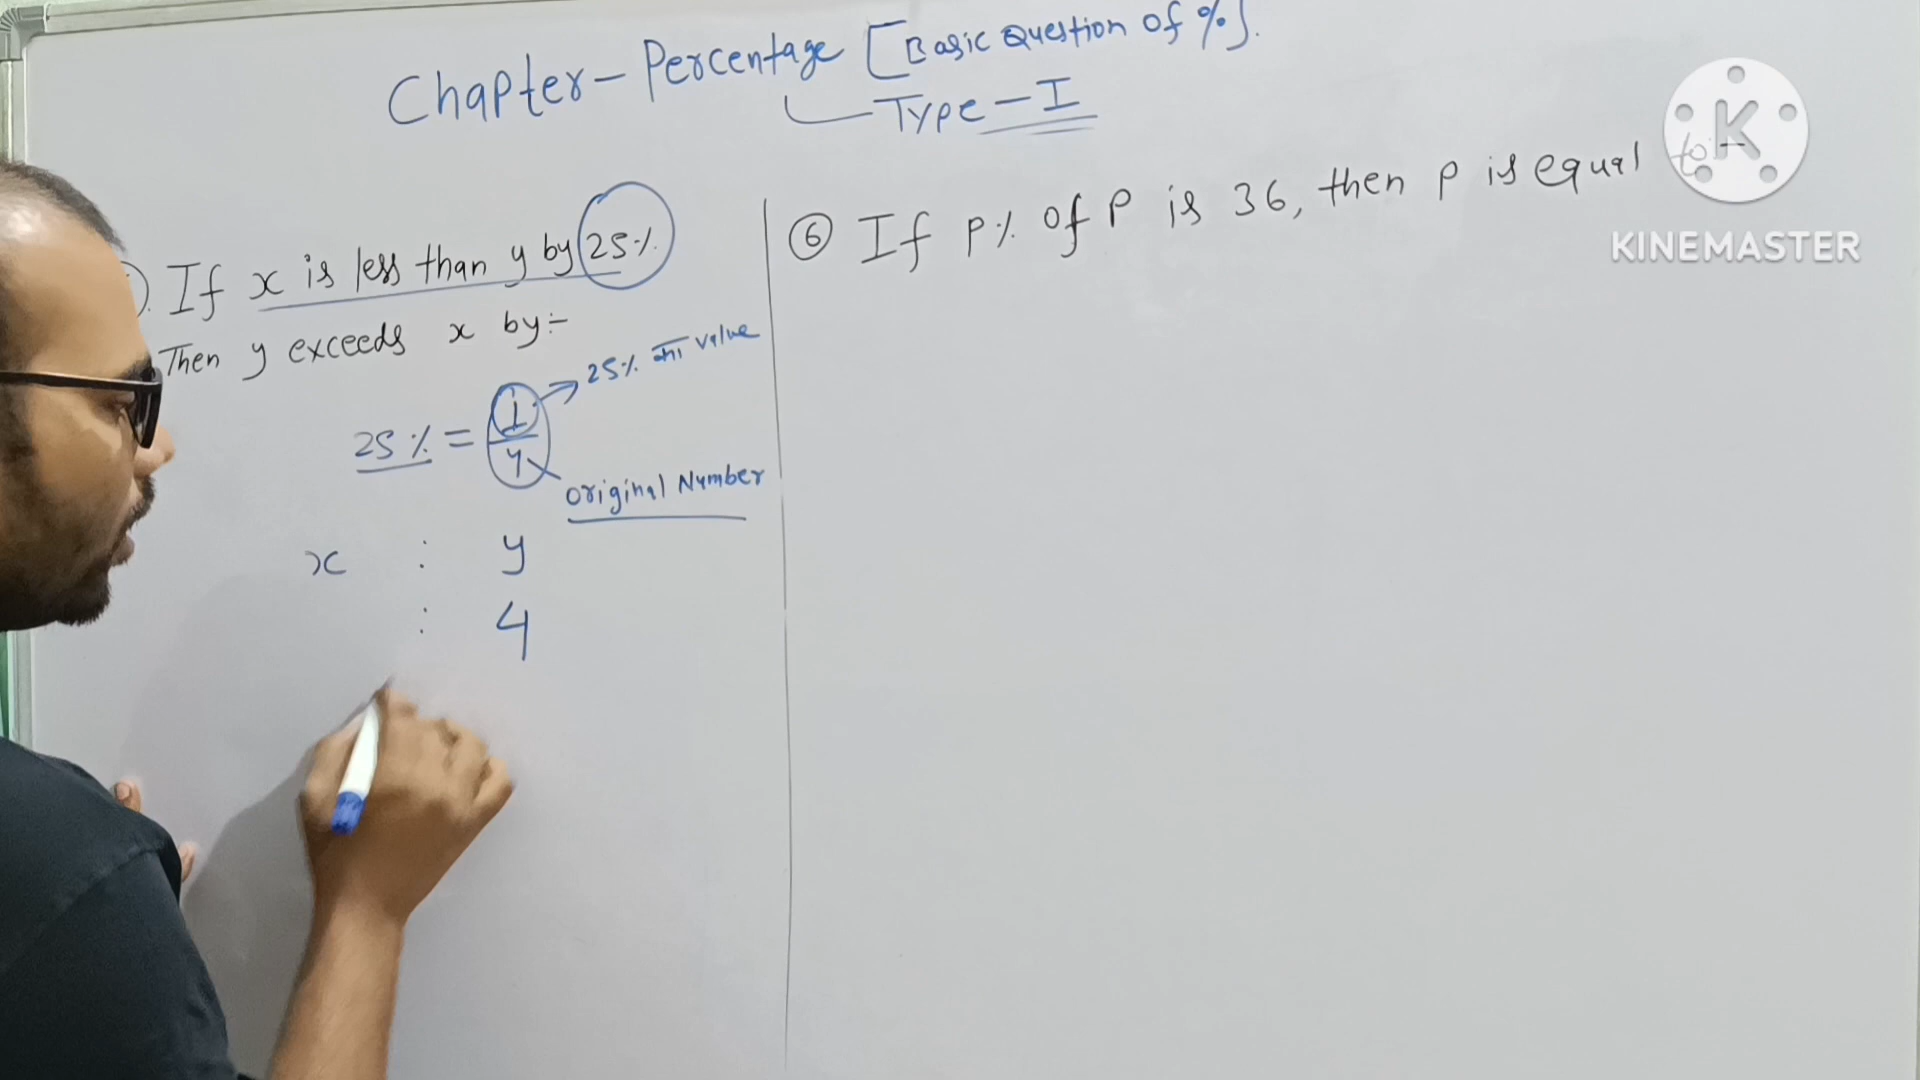 Chapter - Percentage [Basic Question of %].
Type - I
). If x is less than y by 25%
Then y exceeds x by:-
25% = 1/4
25% का value
Original Number
x : y
: 4
⑥ If P% of P is 36, then P is equal to -
K
KINEMASTER